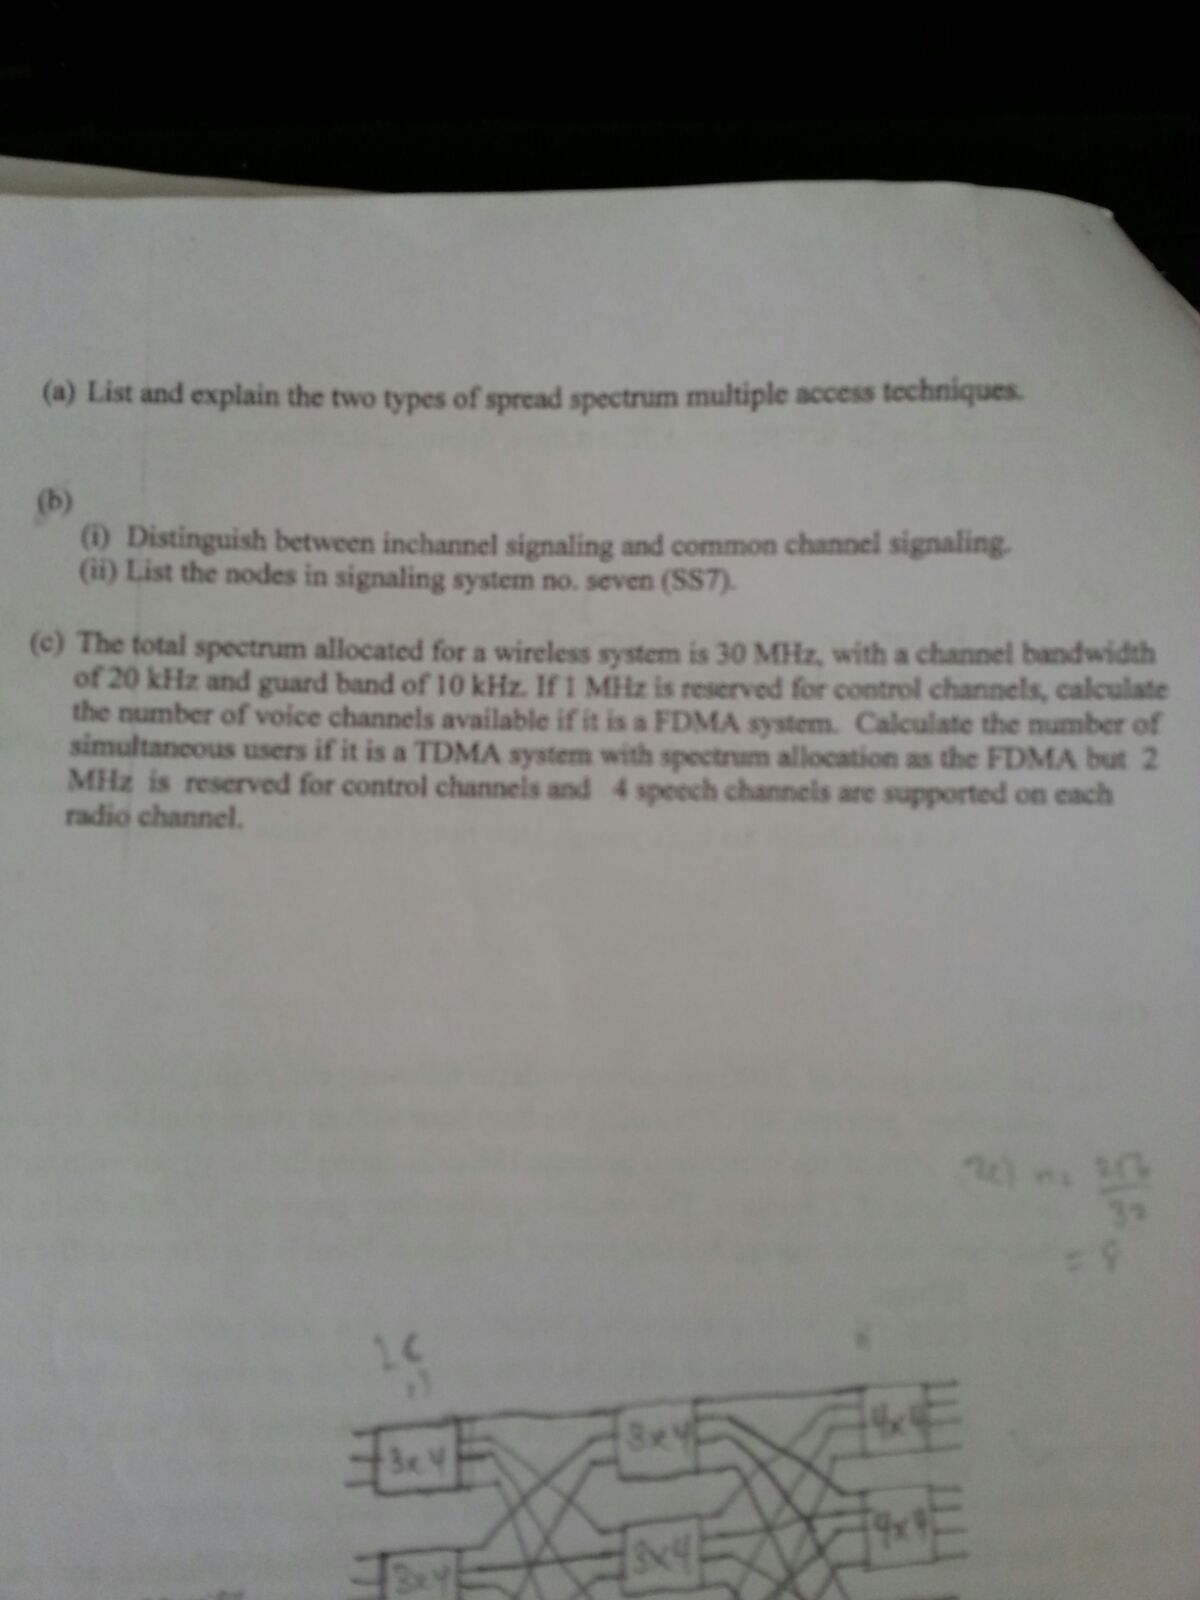 (a) List and explain the two types of spread spectrum multiple access techniques.
(b)
(i) Distinguish between inchannel signaling and common channel signaling.
(ii) List the nodes in signaling system no. seven (SS7).
(c) The total spectrum allocated for a wireless system is 30 MHz, with a channel bandwidth
of 20 kHz and guard band of 10 kHz. If 1 MHz is reserved for control channels, calculate
the number of voice channels available if it is a FDMA system. Calculate the number of
simultaneous users if it is a TDMA system with spectrum allocation as the FDMA but 2
MHz is reserved for control channels and 4 speech channels are supported on each
radio channel.
2c) n =
32
=
1c
i)
3x4 3x4 4x4
3x4 3x4 4x4